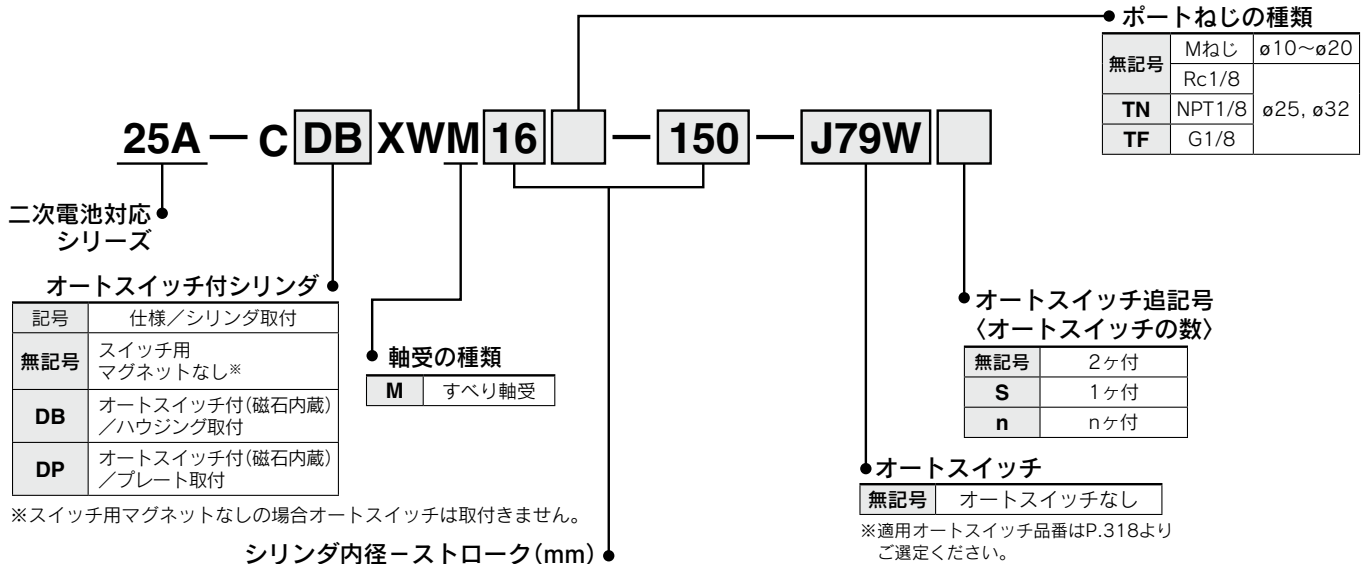 ポートねじの種類
無記号 Mねじ ø10～ø20
Rc1/8 ø25, ø32
TN NPT1/8
TF G1/8
25A－CDBXWM16－150－J79W
二次電池対応
シリーズ
オートスイッチ付シリンダ
記号 仕様／シリンダ取付
無記号 スイッチ用
マグネットなし※
DB オートスイッチ付(磁石内蔵)
／ハウジング取付
DP オートスイッチ付(磁石内蔵)
／プレート取付
※スイッチ用マグネットなしの場合オートスイッチは取付きません。
軸受の種類
M すべり軸受
シリンダ内径－ストローク(mm)
オートスイッチ追記号
〈オートスイッチの数〉
無記号 2ヶ付
S 1ヶ付
n nヶ付
オートスイッチ
無記号 オートスイッチなし
※適用オートスイッチ品番はP.318より
ご選定ください。